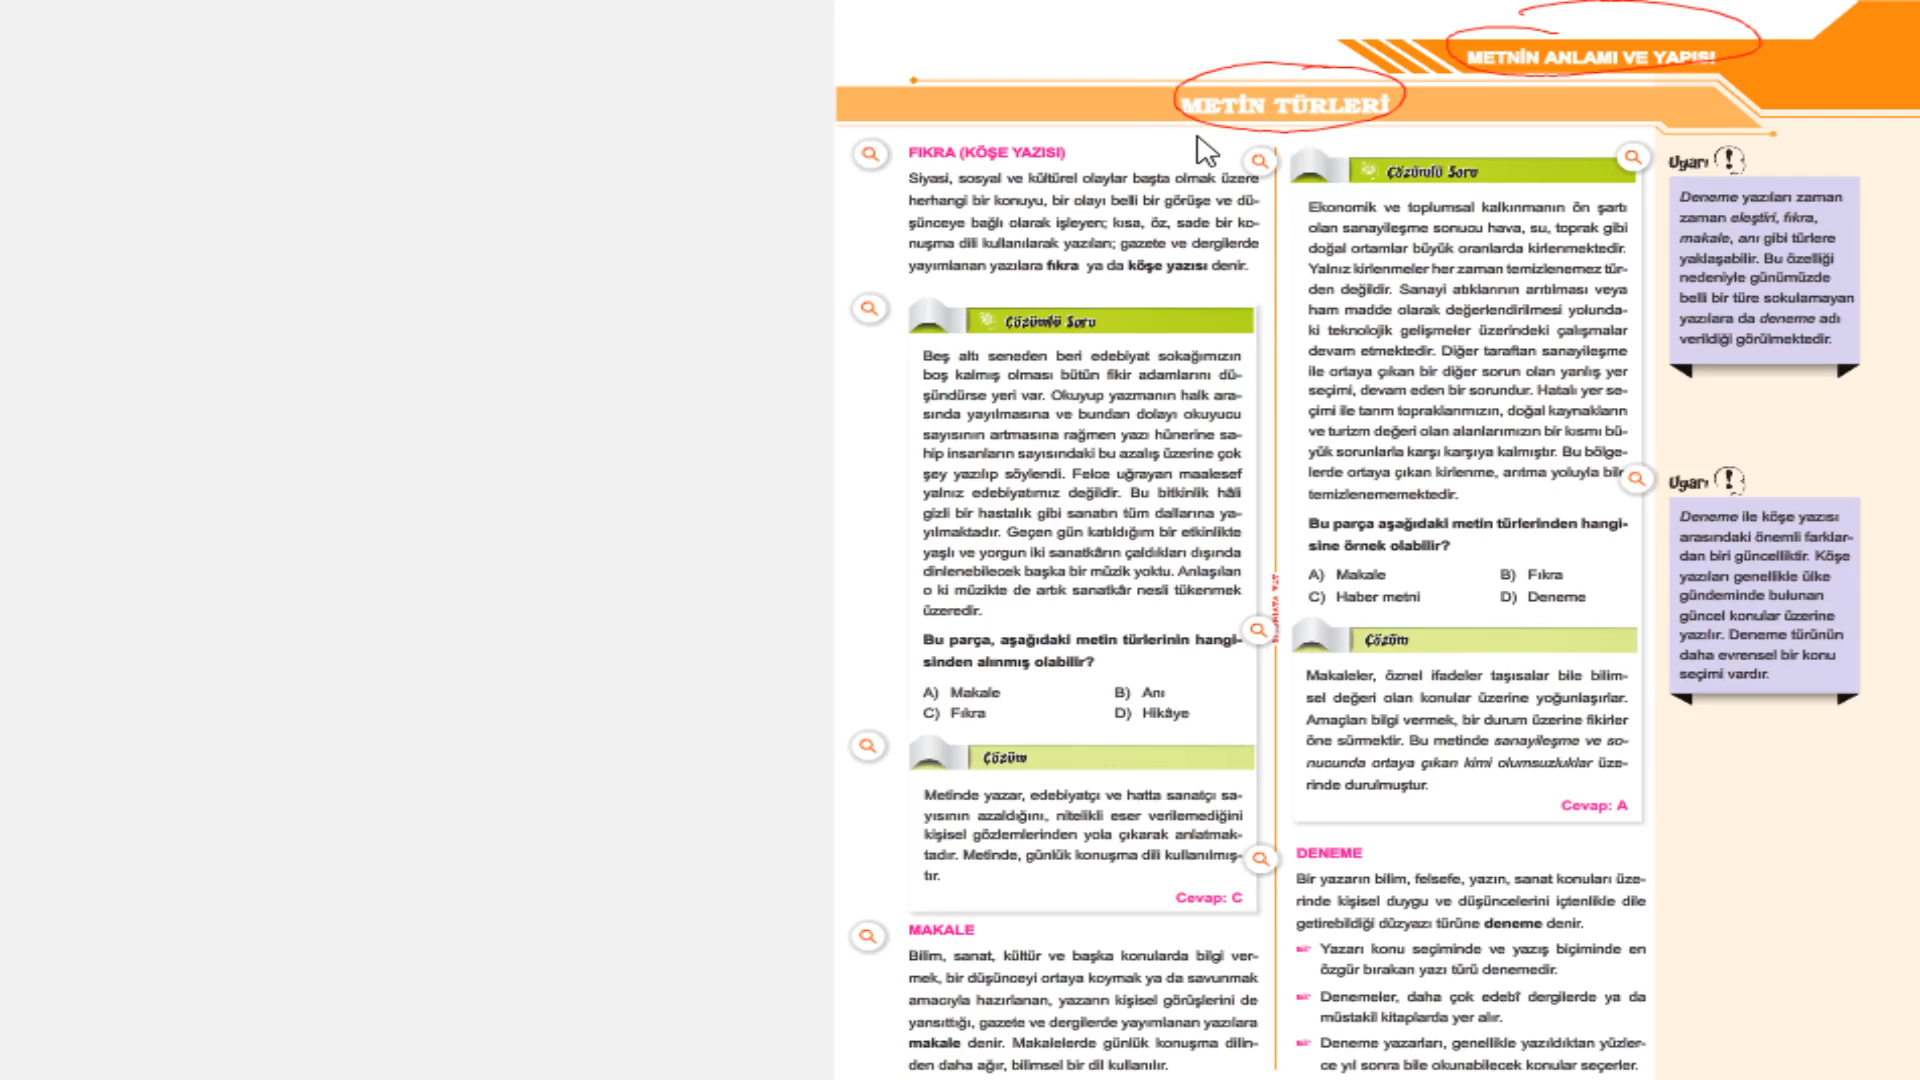 METNİN ANLAMI VE YAPISI
METİN TÜRLERİ
FIKRA (KÖŞE YAZISI)
Siyasi, sosyal ve kültürel olaylar başta olmak üzere
herhangi bir konuyu, bir olayı belli bir görüşe ve dü-
şünceye bağlı olarak işleyen; kısa, öz, sade bir ko-
nuşma dili kullanılarak yazılan; gazete ve dergilerde
yayımlanan yazılara fıkra ya da köşe yazısı denir.
Çözümlü Soru
Beş altı seneden beri edebiyat sokağımızın
boş kalmış olması bütün fikir adamlarını dü-
şündürse yeri var. Okuyup yazmanın halk ara-
sında yayılmasına ve bundan dolayı okuyucu
sayısının artmasına rağmen yazı hünerine sa-
hip insanların sayısındaki bu azalış üzerine çok
şey yazılıp söylendi. Felce uğrayan maalesef
yalnız edebiyatımız değildir. Bu bitkinlik hâli
gizli bir hastalık gibi sanatın tüm dallarına ya-
yılmaktadır. Geçen gün katıldığım bir etkinlikte
yaşlı ve yorgun iki sanatkârın çaldıkları dışında
dinlenebilecek başka bir müzik yoktu. Anlaşılan
o ki müzikte de artık sanatkâr nesli tükenmek
üzeredir.
Bu parça, aşağıdaki metin türlerinin hangi-
sinden alınmış olabilir?
A) Makale B) Anı
C) Fıkra D) Hikâye
Çözüm
Metinde yazar, edebiyatçı ve hatta sanatçı sa-
yısının azaldığını, nitelikli eser verilemediğini
kişisel gözlemlerinden yola çıkarak anlatmak-
tadır. Metinde, günlük konuşma dili kullanılmış-
tır.
Cevap: C
MAKALE
Bilim, sanat, kültür ve başka konularda bilgi ver-
mek, bir düşünceyi ortaya koymak ya da savunmak
amacıyla hazırlanan, yazarın kişisel görüşlerini de
yansıttığı, gazete ve dergilerde yayımlanan yazılara
makale denir. Makalelerde günlük konuşma dilin-
den daha ağır, bilimsel bir dil kullanılır.
ATA YAYINCILIK
Çözümlü Soru
Ekonomik ve toplumsal kalkınmanın ön şartı
olan sanayileşme sonucu hava, su, toprak gibi
doğal ortamlar büyük oranlarda kirlenmektedir.
Yalnız kirlenmeler her zaman temizlenemez tür-
den değildir. Sanayi atıklarının arıtılması veya
ham madde olarak değerlendirilmesi yolunda-
ki teknolojik gelişmeler üzerindeki çalışmalar
devam etmektedir. Diğer taraftan sanayileşme
ile ortaya çıkan bir diğer sorun olan yanlış yer
seçimi, devam eden bir sorundur. Hatalı yer se-
çimi ile tarım topraklarımızın, doğal kaynakların
ve turizm değeri olan alanlarımızın bir kısmı bü-
yük sorunlarla karşı karşıya kalmıştır. Bu bölge-
lerde ortaya çıkan kirlenme, arıtma yoluyla bile
temizlenememektedir.
Bu parça aşağıdaki metin türlerinden hangi-
sine örnek olabilir?
A) Makale B) Fıkra
C) Haber metni D) Deneme
Çözüm
Makaleler, öznel ifadeler taşısalar bile bilim-
sel değeri olan konular üzerine yoğunlaşırlar.
Amaçları bilgi vermek, bir durum üzerine fikirler
öne sürmektir. Bu metinde sanayileşme ve so-
nucunda ortaya çıkan kimi olumsuzluklar üze-
rinde durulmuştur.
Cevap: A
DENEME
Bir yazarın bilim, felsefe, yazın, sanat konuları üze-
rinde kişisel duygu ve düşüncelerini içtenlikle dile
getirebildiği düzyazı türüne deneme denir.
Yazarı konu seçiminde ve yazış biçiminde en
özgür bırakan yazı türü denemedir.
Denemeler, daha çok edebî dergilerde ya da
müstakil kitaplarda yer alır.
Deneme yazarları, genellikle yazıldıktan yüzler-
ce yıl sonra bile okunabilecek konular seçerler.
Uyarı !
Deneme yazıları zaman
zaman eleştiri, fıkra,
makale, anı gibi türlere
yaklaşabilir. Bu özelliği
nedeniyle günümüzde
belli bir türe sokulamayan
yazılara da deneme adı
verildiği görülmektedir.
Uyarı !
Deneme ile köşe yazısı
arasındaki önemli farklar-
dan biri güncelliktir. Köşe
yazıları genellikle ülke
gündeminde bulunan
güncel konular üzerine
yazılır. Deneme türünün
daha evrensel bir konu
seçimi vardır.